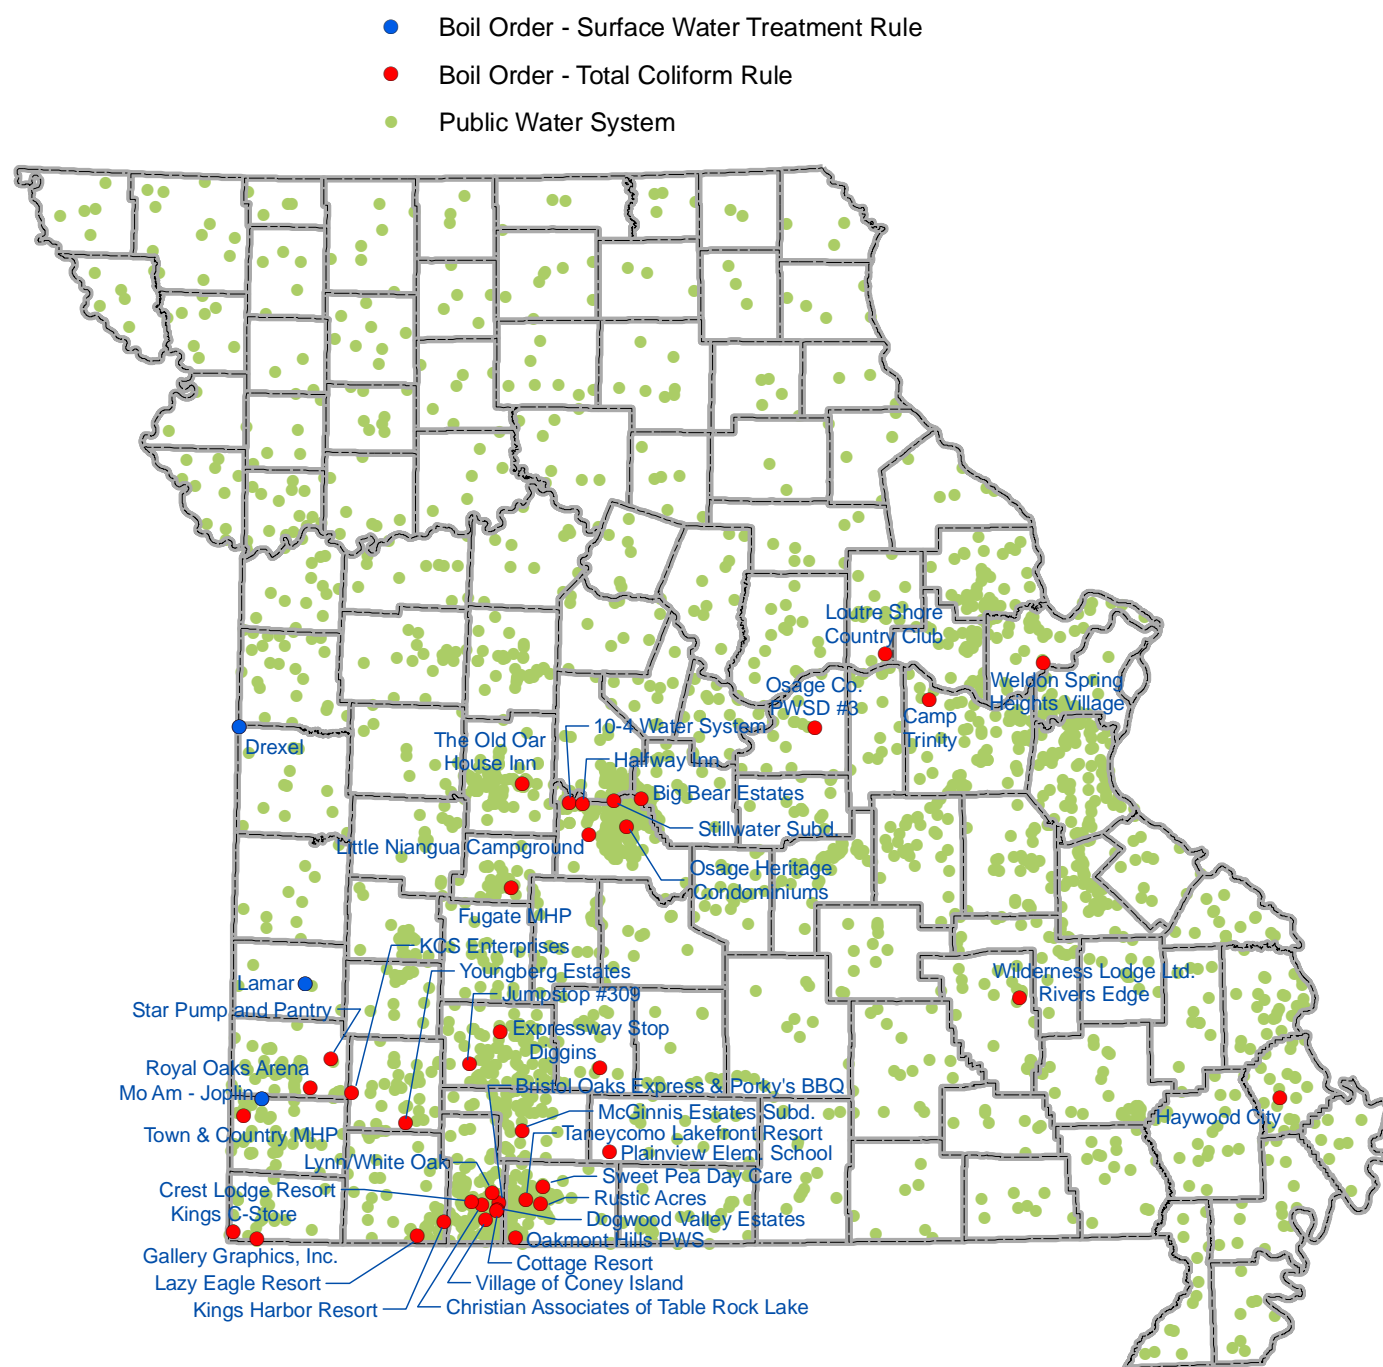 Boil Order - Surface Water Treatment Rule
Boil Order - Total Coliform Rule
Public Water System
Loutre Shore
Country Club
Weldon Spring
Heights Village
Osage Co.
PWSD #3
Camp
Trinity
Drexel
The Old Oar
House Inn
10-4 Water System
Halfway Inn
Big Bear Estates
Stillwater Subd.
Little Niangua Campground
Osage Heritage
Condominiums
Fugate MHP
KCS Enterprises
Youngberg Estates
Lamar
Jumpstop #309
Wilderness Lodge Ltd.
Rivers Edge
Star Pump and Pantry
Expressway Stop
Diggins
Royal Oaks Arena
Mo Am - Joplin
Bristol Oaks Express & Porky's BBQ
McGinnis Estates Subd.
Haywood City
Town & Country MHP
Taneycomo Lakefront Resort
Plainview Elem. School
Lynn/White Oak
Sweet Pea Day Care
Crest Lodge Resort
Rustic Acres
Kings C-Store
Dogwood Valley Estates
Oakmont Hills PWS
Gallery Graphics, Inc.
Cottage Resort
Lazy Eagle Resort
Village of Coney Island
Kings Harbor Resort
Christian Associates of Table Rock Lake